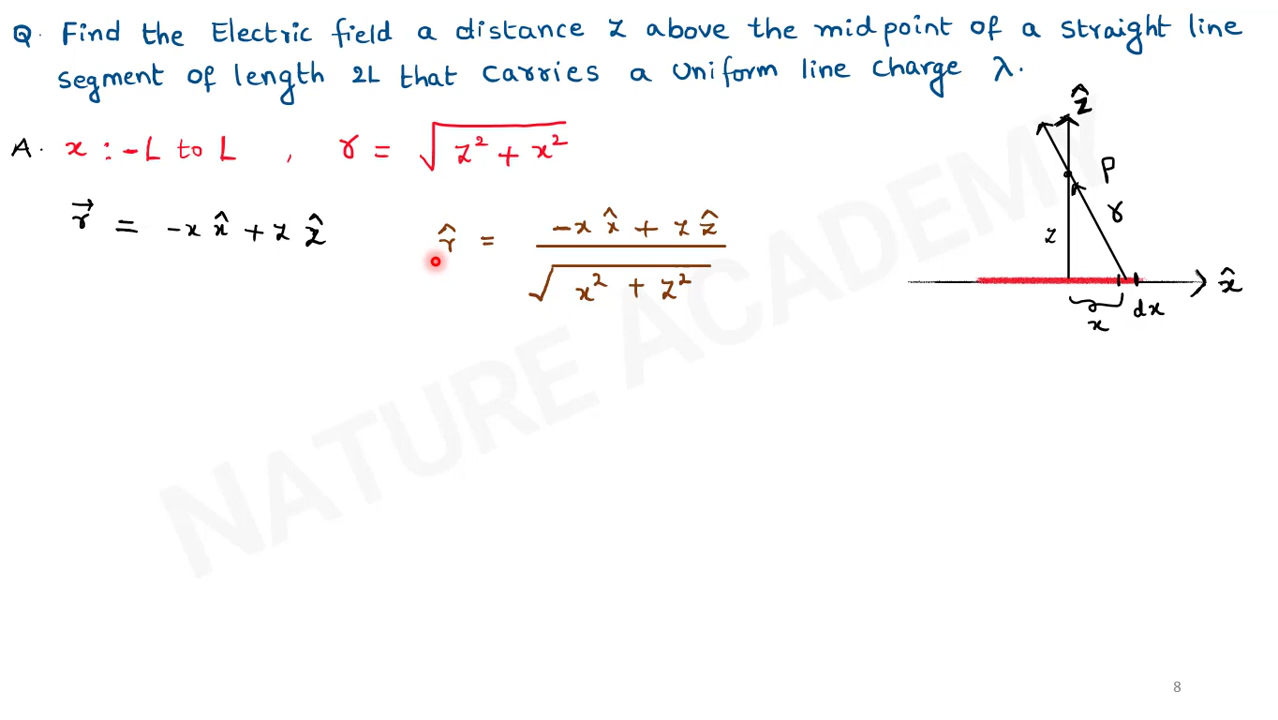 Q. Find the Electric field a distance z above the midpoint of a straight line
segment of length 2L that carries a uniform line charge λ.
A. x : -L to L , r = √(z² + x²)
r⃗ = -x x̂ + z ẑ
r̂ = (-x x̂ + z ẑ) / √(x² + z²)
ẑ
P
r
z
x̂
x
dx
NATURE ACADEMY
8